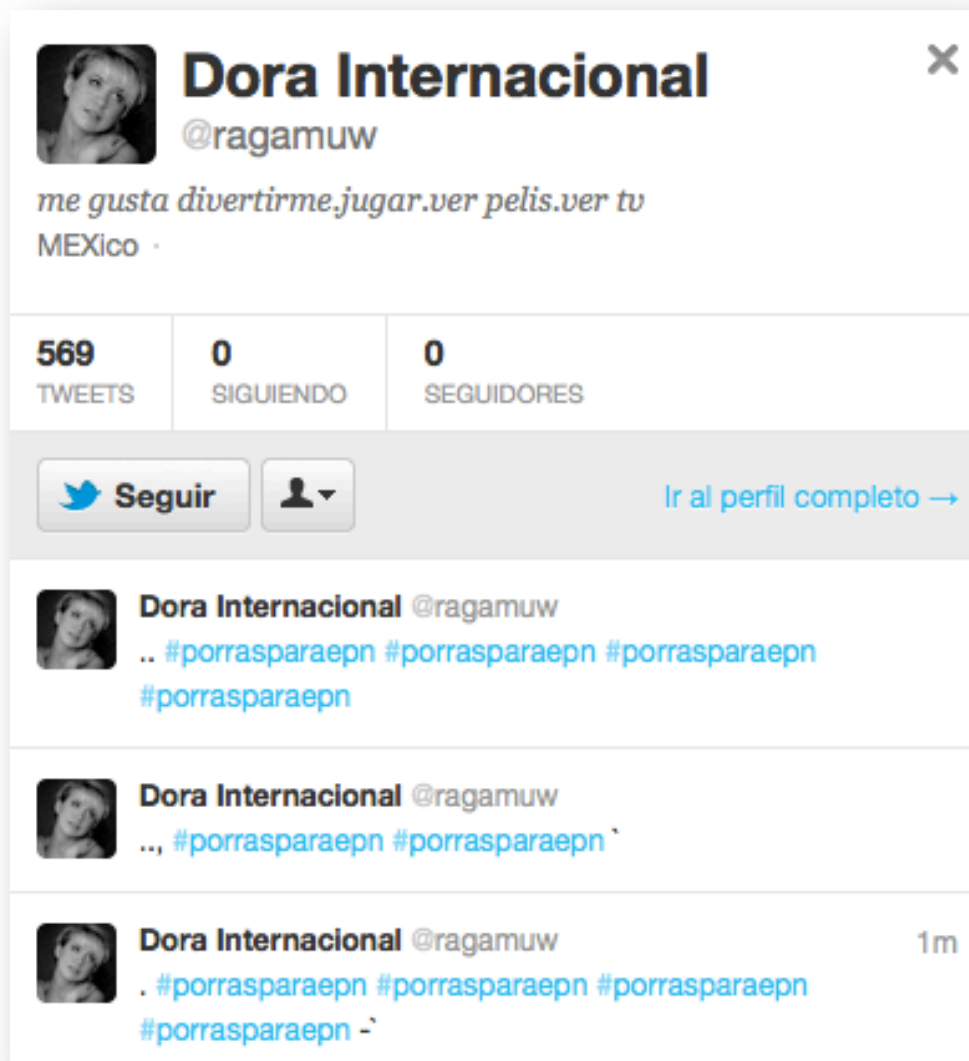 Dora Internacional
@ragamuw
me gusta divertirme.jugar.ver pelis.ver tv
MEXico ·
569 0 0
TWEETS SIGUIENDO SEGUIDORES
Seguir Ir al perfil completo →
Dora Internacional @ragamuw
.. #porrasparaepn #porrasparaepn #porrasparaepn
#porrasparaepn
Dora Internacional @ragamuw
.., #porrasparaepn #porrasparaepn `
Dora Internacional @ragamuw 1m
. #porrasparaepn #porrasparaepn #porrasparaepn
#porrasparaepn -`